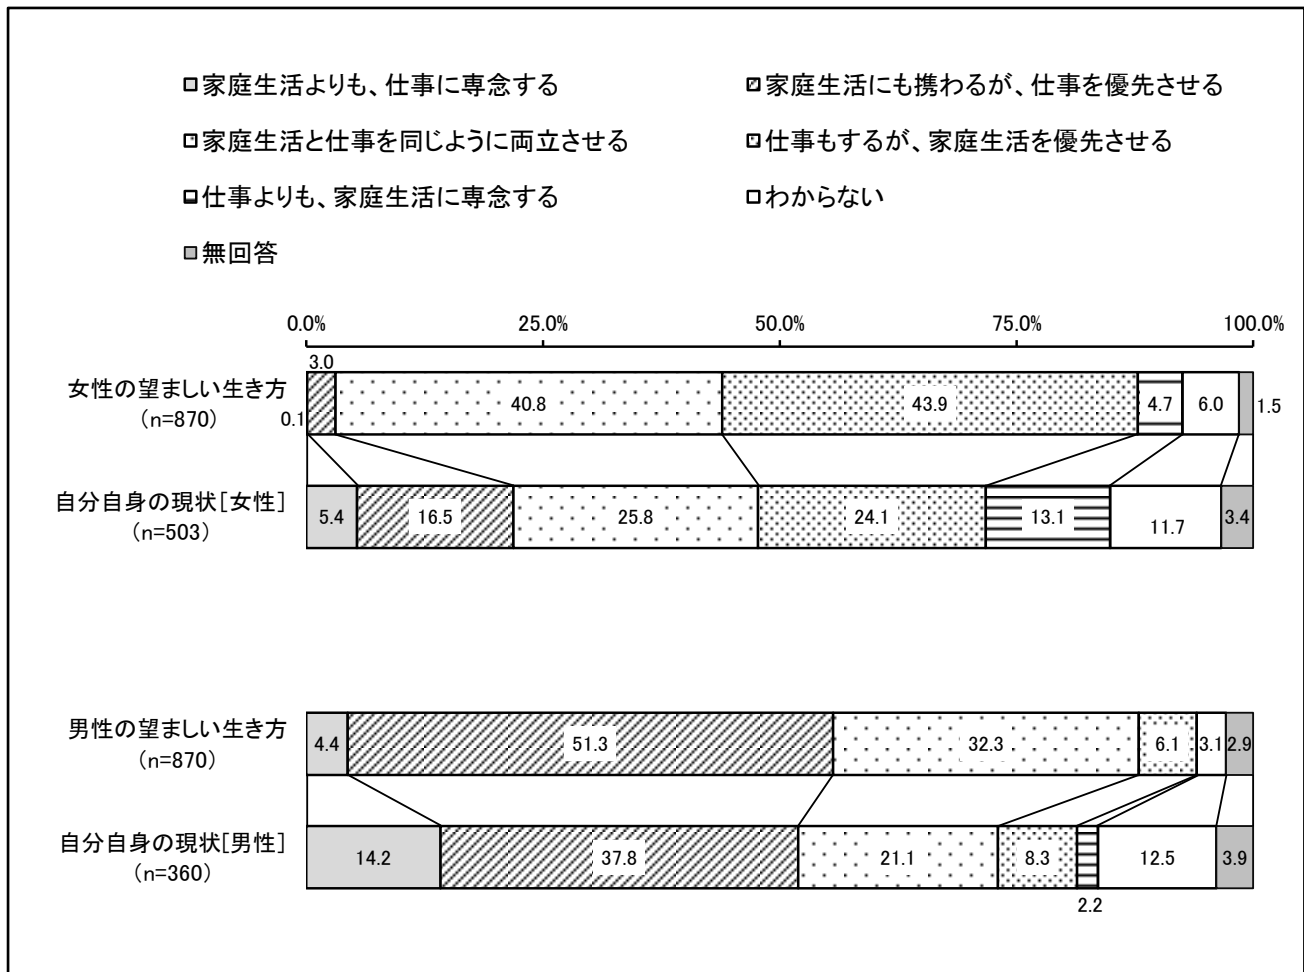 家庭生活よりも、仕事に専念する
家庭生活にも携わるが、仕事を優先させる
家庭生活と仕事を同じように両立させる
仕事もするが、家庭生活を優先させる
仕事よりも、家庭生活に専念する
わからない
無回答
0.0% 25.0% 50.0% 75.0% 100.0%
女性の望ましい生き方
(n=870)
0.1 3.0 40.8 43.9 4.7 6.0 1.5
自分自身の現状[女性]
(n=503)
5.4 16.5 25.8 24.1 13.1 11.7 3.4
男性の望ましい生き方
(n=870)
4.4 51.3 32.3 6.1 3.1 2.9
自分自身の現状[男性]
(n=360)
14.2 37.8 21.1 8.3 2.2 12.5 3.9